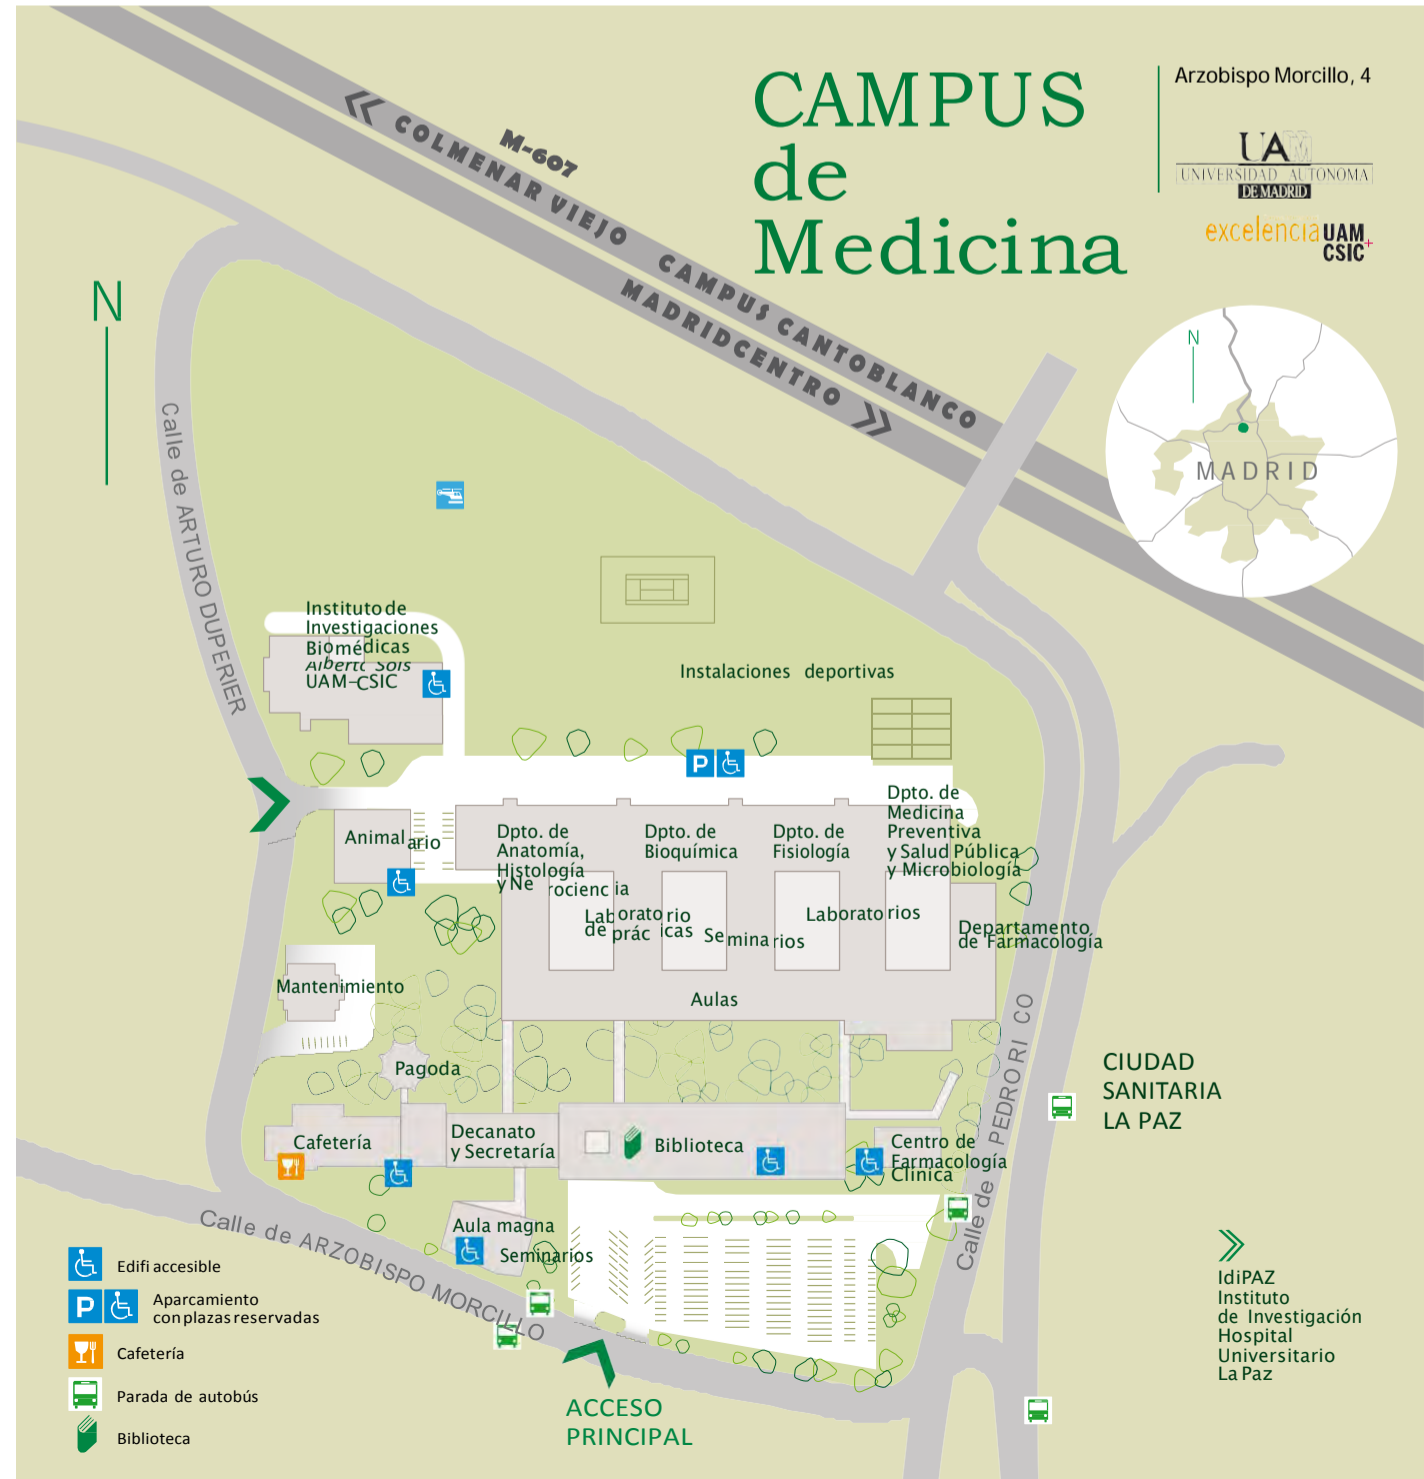 CAMPUS
de
Medicina
Arzobispo Morcillo, 4
UAM
UNIVERSIDAD AUTONOMA
DE MADRID
excelencia UAM
CSIC+
M-607
COLMENAR VIEJO CAMPUS CANTOBLANCO
MADRID CENTRO
N
N
MADRID
Calle de ARTURO DUPERIER
Instituto de
Investigaciones
Biomédicas
Alberto Sols
UAM-CSIC
Instalaciones deportivas
P
Animalario
Dpto. de
Anatomía,
Histología
y Neurociencia
Dpto. de
Bioquímica
Dpto. de
Fisiología
Dpto. de
Medicina
Preventiva
y Salud Pública
y Microbiología
Laboratorio
de prácicas
Seminarios
Laboratorios
Departamento
de Farmacología
Aulas
Mantenimiento
Pagoda
Cafetería
Decanato
y Secretaría
Biblioteca
Centro de
Farmacología
Clínica
Aula magna
Seminarios
Calle de PEDRO RICO
CIUDAD
SANITARIA
LA PAZ
Calle de ARZOBISPO MORCILLO
ACCESO
PRINCIPAL
Edifi accesible
P
Aparcamiento
con plazas reservadas
Cafetería
Parada de autobús
Biblioteca
IdiPAZ
Instituto
de Investigación
Hospital
Universitario
La Paz